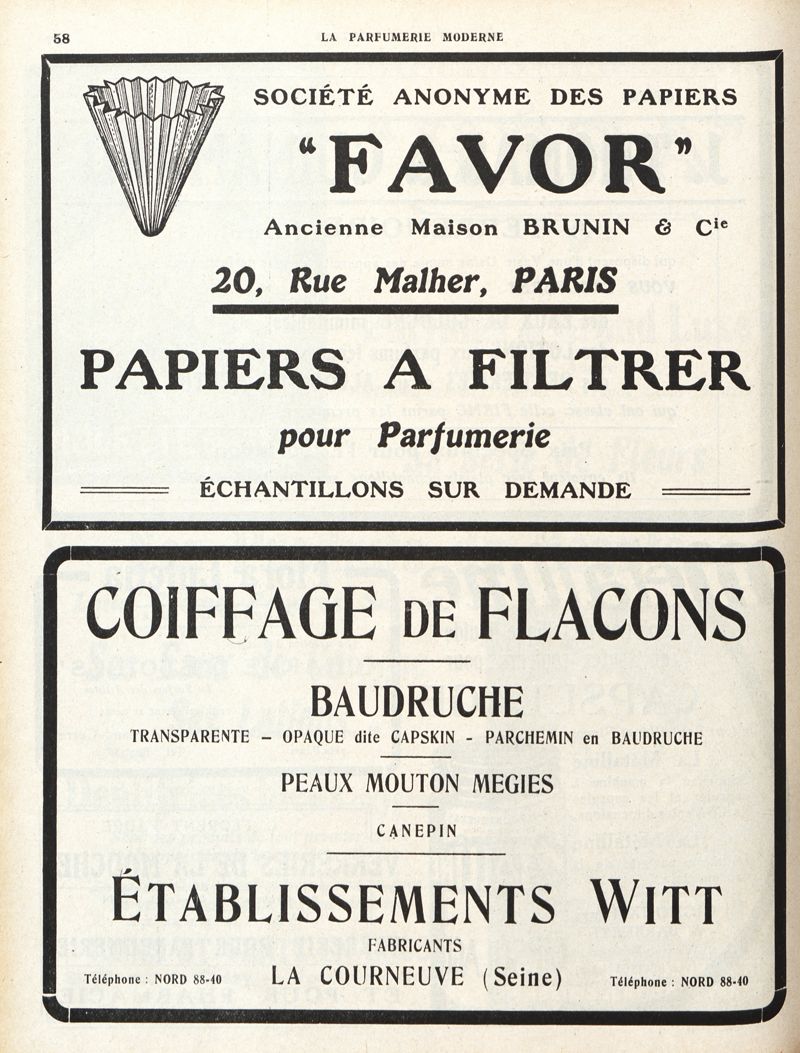 58
LA PARFUMERIE MODERNE
SOCIÉTÉ ANONYME DES PAPIERS
"FAVOR"
Ancienne Maison BRUNIN & Cie
20, Rue Malher, PARIS
PAPIERS A FILTRER
pour Parfumerie
ÉCHANTILLONS SUR DEMANDE
COIFFAGE DE FLACONS
BAUDRUCHE
TRANSPARENTE – OPAQUE dite CAPSKIN - PARCHEMIN en BAUDRUCHE
PEAUX MOUTON MEGIES
CANEPIN
ÉTABLISSEMENTS WITT
FABRICANTS
Téléphone : NORD 88-40 LA COURNEUVE (Seine) Téléphone : NORD 88-40